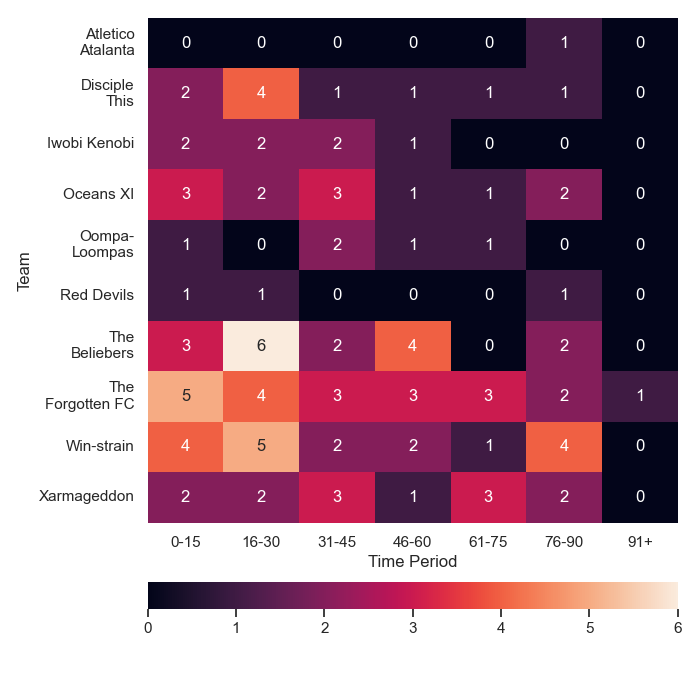 Atletico
Atalanta
0 0 0 0 0 1 0
Disciple
This
2 4 1 1 1 1 0
Iwobi Kenobi 2 2 2 1 0 0 0
Oceans XI 3 2 3 1 1 2 0
Oompa-
Loompas
1 0 2 1 1 0 0
Red Devils 1 1 0 0 0 1 0
The
Beliebers
3 6 2 4 0 2 0
The
Forgotten FC
5 4 3 3 3 2 1
Win-strain 4 5 2 2 1 4 0
Xarmageddon 2 2 3 1 3 2 0
Team
0-15 16-30 31-45 46-60 61-75 76-90 91+
Time Period
0 1 2 3 4 5 6